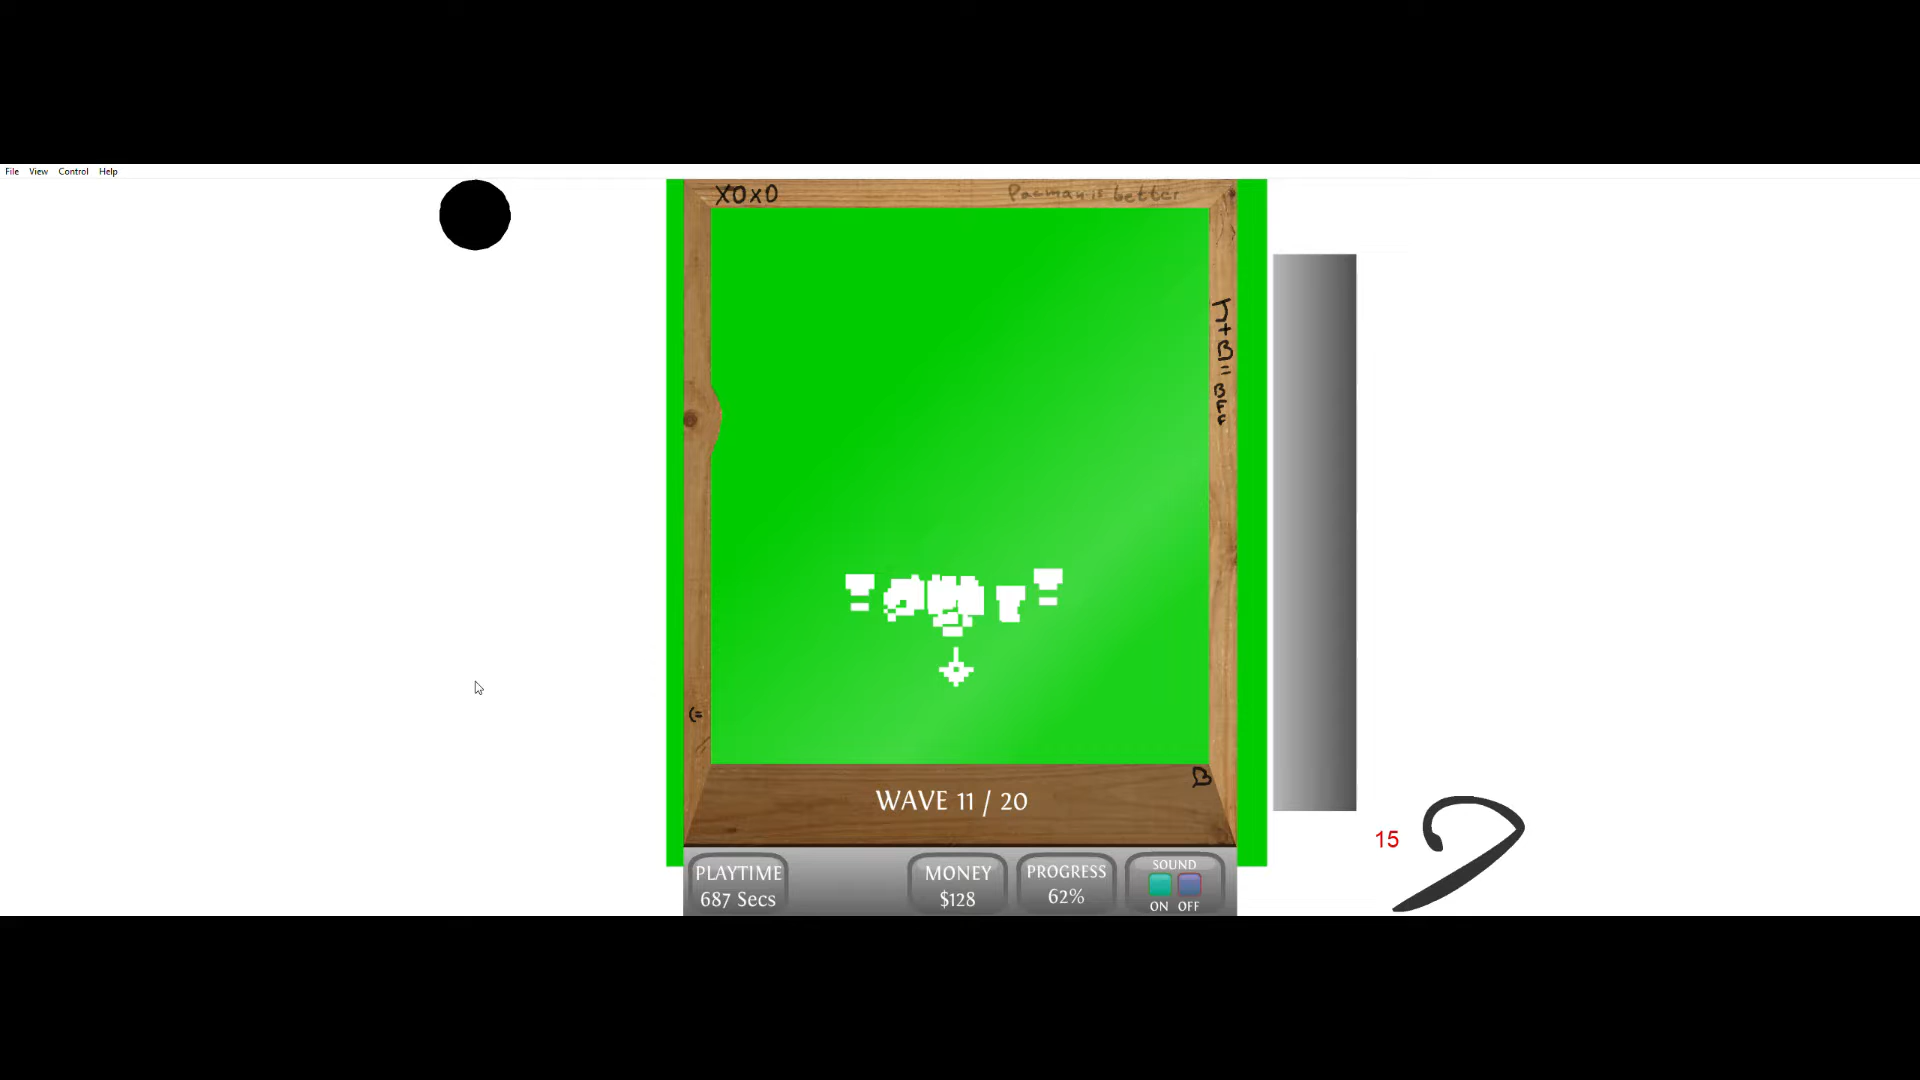 File View Control Help
XOXO
Pacman is better
J+B= BFF
(=
B
WAVE 11 / 20
15
PLAYTIME
687 Secs
MONEY
$128
PROGRESS
62%
SOUND
ON OFF